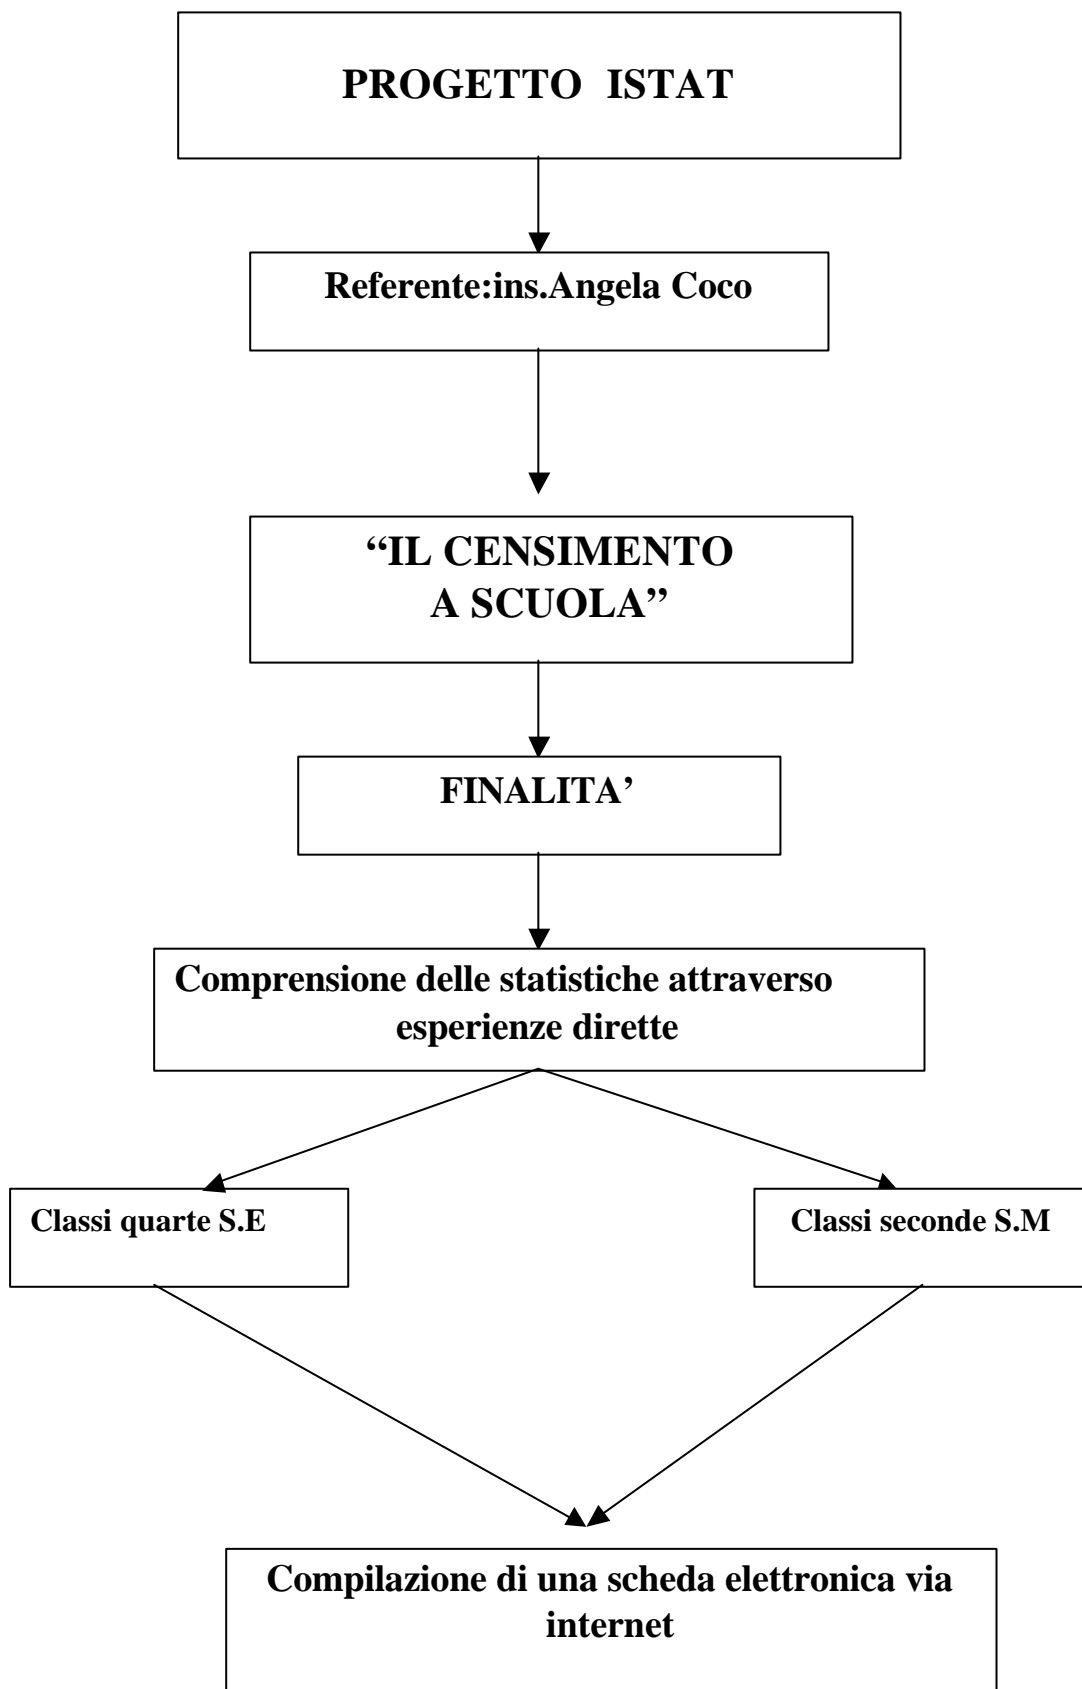 PROGETTO ISTAT
Referente:ins.Angela Coco
“IL CENSIMENTO
A SCUOLA”
FINALITA’
Comprensione delle statistiche attraverso
esperienze dirette
Classi quarte S.E
Classi seconde S.M
Compilazione di una scheda elettronica via
internet